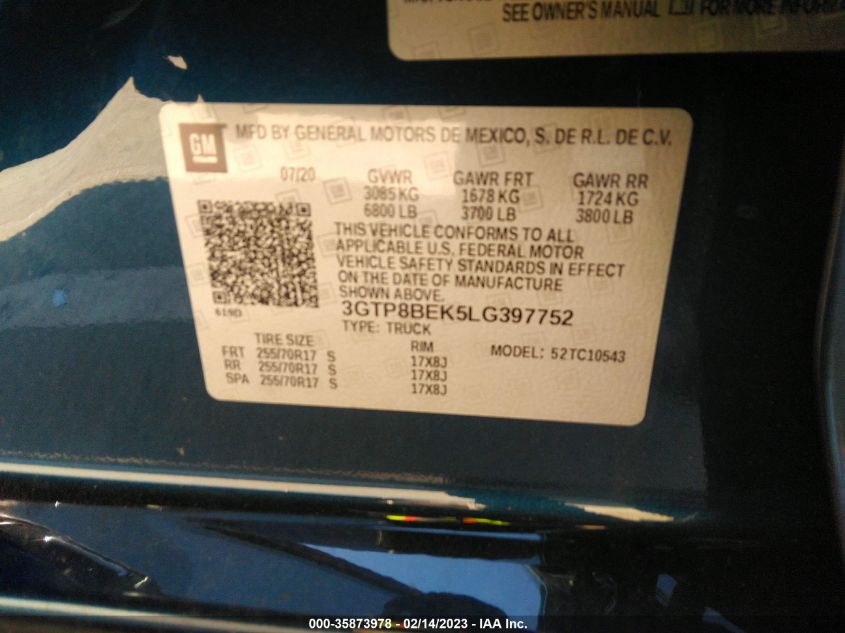 SEE OWNER'S MANUAL FOR MORE INFORMA
GM
MFD BY GENERAL MOTORS DE MEXICO, S. DE R.L. DE C.V.
07/20 GVWR GAWR FRT GAWR RR
3085 KG 1678 KG 1724 KG
6800 LB 3700 LB 3800 LB
THIS VEHICLE CONFORMS TO ALL
APPLICABLE U.S. FEDERAL MOTOR
VEHICLE SAFETY STANDARDS IN EFFECT
ON THE DATE OF MANUFACTURE
SHOWN ABOVE.
619D
3GTP8BEK5LG397752
TYPE: TRUCK
TIRE SIZE RIM MODEL: 52TC10543
FRT 255/70R17 S 17X8J
RR 255/70R17 S 17X8J
SPA 255/70R17 S 17X8J
000-35873978 - 02/14/2023 - IAA Inc.